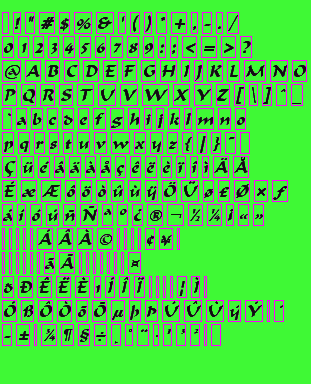 ! " # $ % & ' ( ) * + , - . /
0 1 2 3 4 5 6 7 8 9 : ; < = > ?
@ A B C D E F G H I J K L M N O
P Q R S T U V W X Y Z [ \ ] ^ _
` a b c d e f g h i j k l m n o
p q r s t u v w x y z { | } ~
Ç ü é â ä à å ç ê ë è ï î ì Ä Å
É æ Æ ô ö ò û ù ÿ Ö Ü ø £ Ø × ƒ
á í ó ú ñ Ñ ª º ¿ ® ¬ ½ ¼ ¡ « »
Á Â À © ¢ ¥
ã Ã ¤
ð Ð Ê Ë È ı Í Î Ï ¦ Ì
Ó ß Ô Ò õ Õ µ þ Þ Ú Û Ù ý Ý ¯ ´
- ± ¾ ¶ § ÷ ¸ ° ¨ · ¹ ³ ²